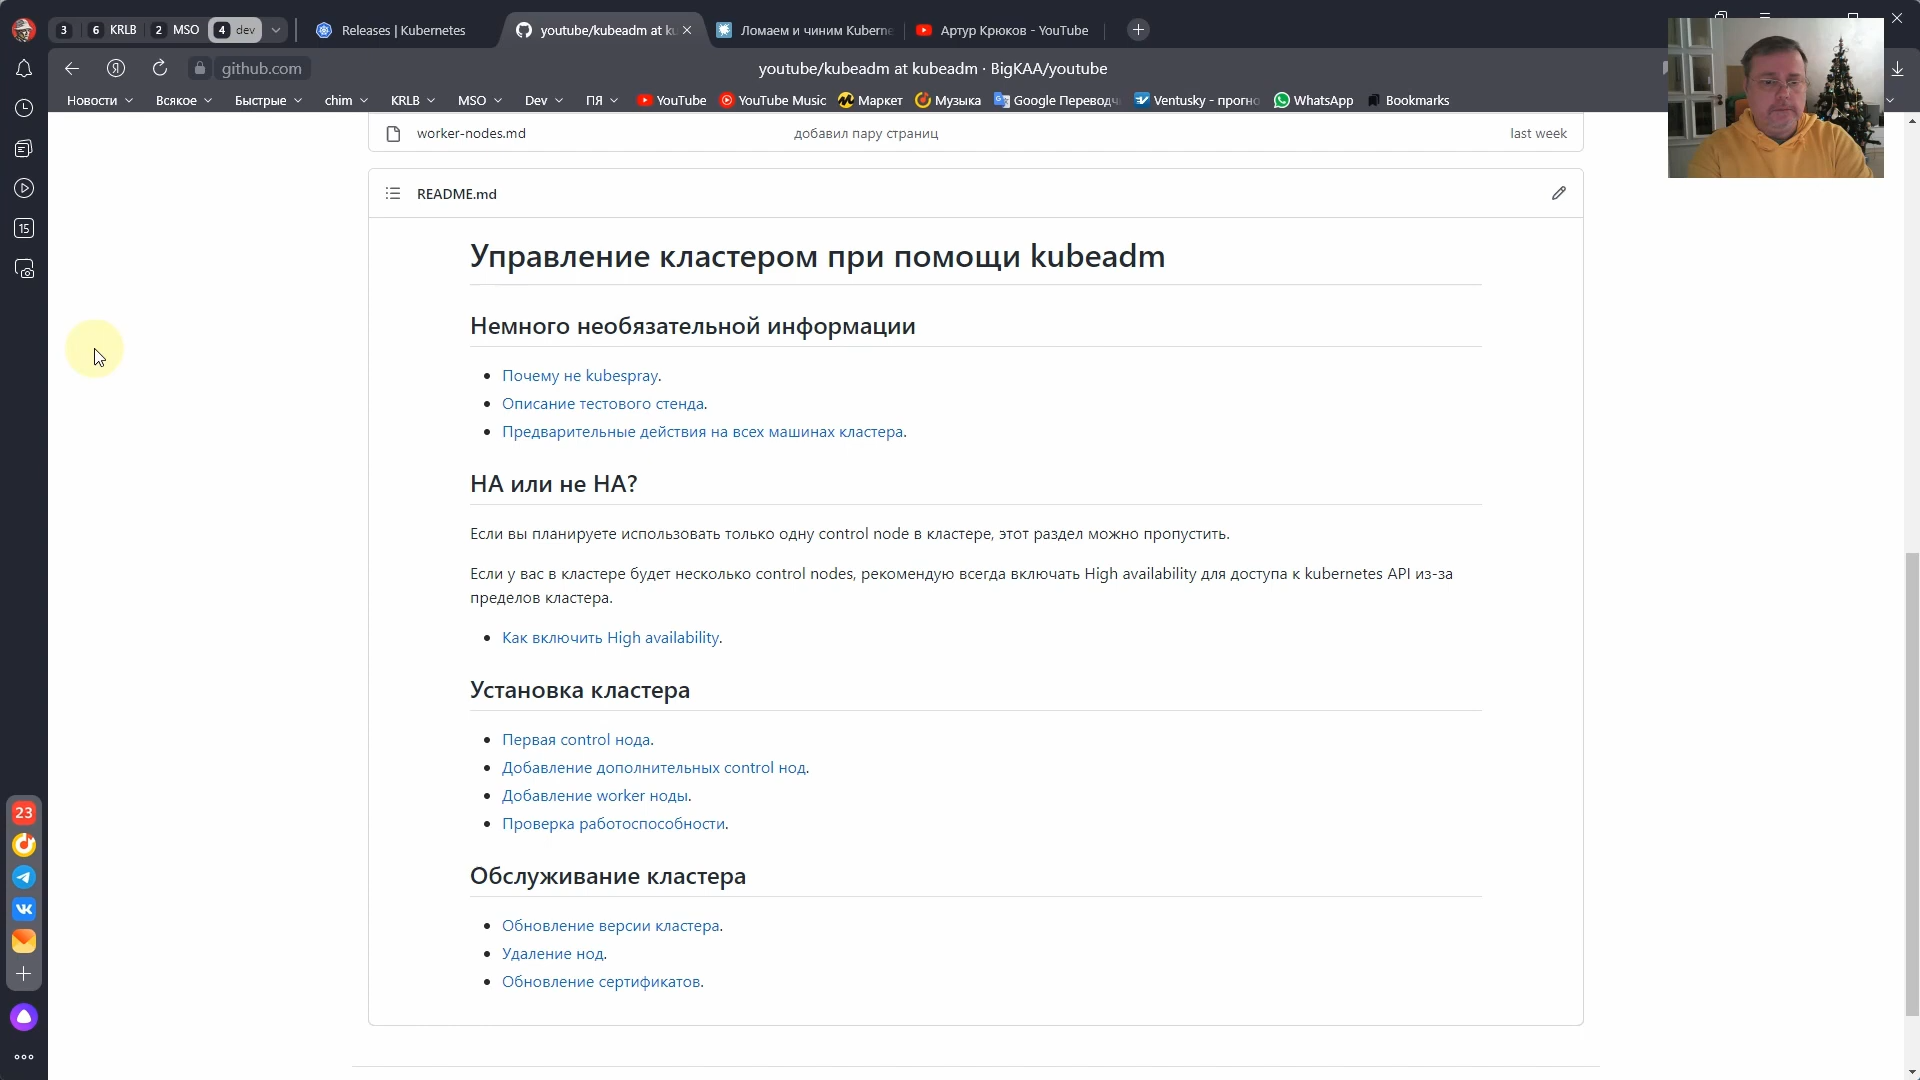 3 6 KRLB 2 MSO 4 dev Releases | Kubernetes youtube/kubeadm at ku Ломаем и чиним Kuberne Артур Крюков - YouTube
Я github.com youtube/kubeadm at kubeadm · BigKAA/youtube
Новости Всякое Быстрые chim KRLB MSO Dev ПЯ YouTube YouTube Music Маркет Музыка Google Переводч Ventusky - прогно WhatsApp Bookmarks
worker-nodes.md добавил пару страниц last week
README.md
15
Управление кластером при помощи kubeadm
Немного необязательной информации
Почему не kubespray.
Описание тестового стенда.
Предварительные действия на всех машинах кластера.
НА или не НА?
Если вы планируете использовать только одну control node в кластере, этот раздел можно пропустить.
Если у вас в кластере будет несколько control nodes, рекомендую всегда включать High availability для доступа к kubernetes API из-за
пределов кластера.
Как включить High availability.
Установка кластера
Первая control нода.
Добавление дополнительных control нод.
Добавление worker ноды.
Проверка работоспособности.
23
Обслуживание кластера
Обновление версии кластера.
Удаление нод.
Обновление сертификатов.